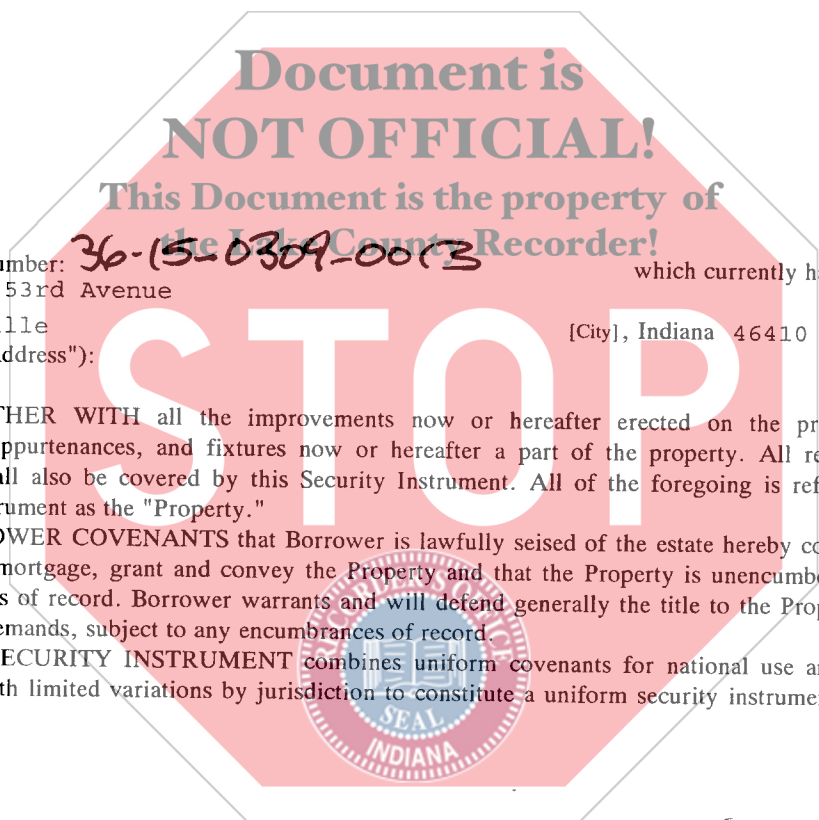 Document is
NOT OFFICIAL!
This Document is the property of
the Lake County Recorder!
umber: 36-15-0309-0013
which currently ha
53rd Avenue
lle
[City], Indiana 46410
ddress"):
STOP
THER WITH all the improvements now or hereafter erected on the pr
ppurtenances, and fixtures now or hereafter a part of the property. All re
all also be covered by this Security Instrument. All of the foregoing is ref
rument as the "Property."
OWER COVENANTS that Borrower is lawfully seised of the estate hereby co
mortgage, grant and convey the Property and that the Property is unencumbe
s of record. Borrower warrants and will defend generally the title to the Prop
emands, subject to any encumbrances of record.
ECURITY INSTRUMENT combines uniform covenants for national use an
th limited variations by jurisdiction to constitute a uniform security instrume
RECORDER'S OFFICE
SEAL
INDIANA